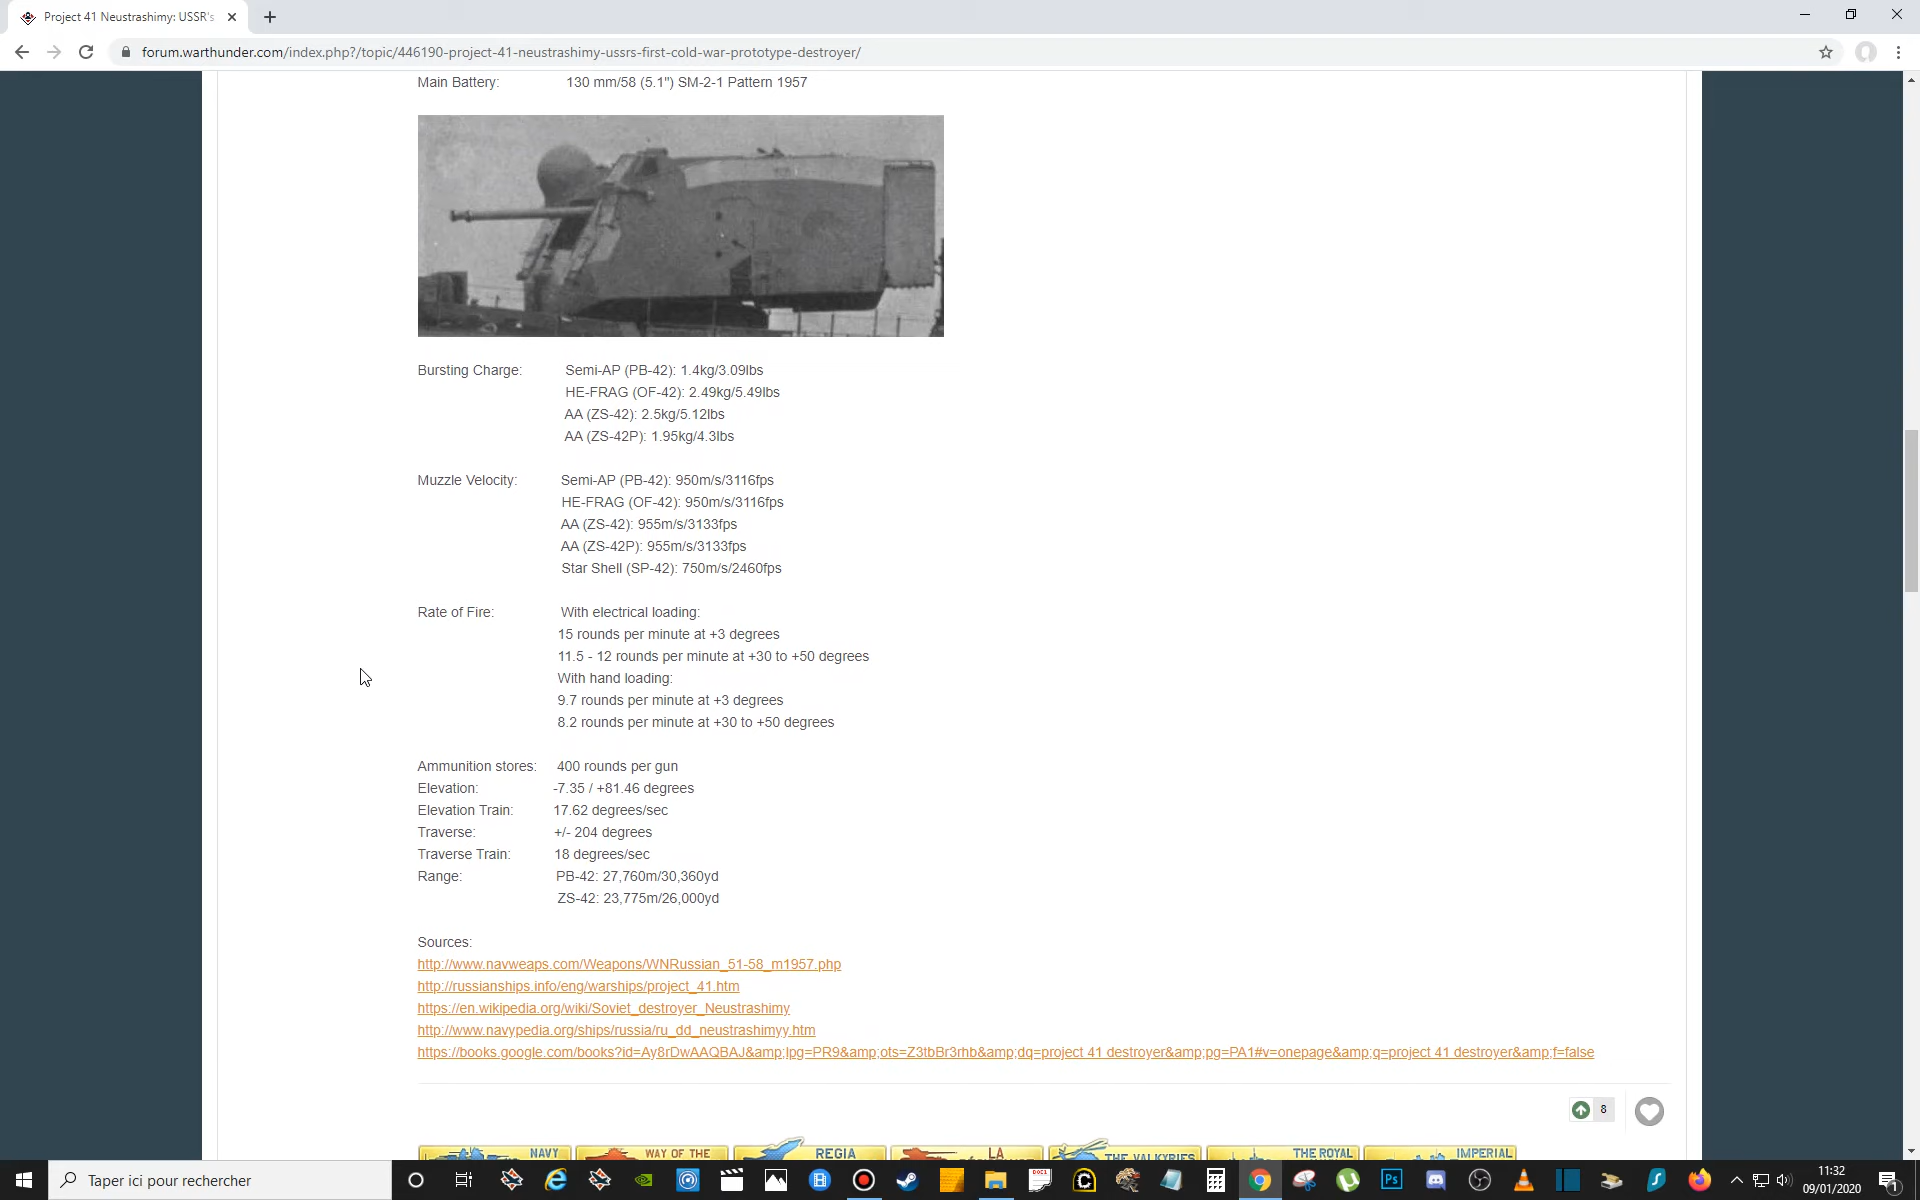 Project 41 Neustrashimy: USSR's
forum.warthunder.com/index.php?/topic/446190-project-41-neustrashimy-ussrs-first-cold-war-prototype-destroyer/
Main Battery: 130 mm/58 (5.1") SM-2-1 Pattern 1957
Bursting Charge: Semi-AP (PB-42): 1.4kg/3.09lbs
HE-FRAG (OF-42): 2.49kg/5.49lbs
AA (ZS-42): 2.5kg/5.12lbs
AA (ZS-42P): 1.95kg/4.3lbs
Muzzle Velocity: Semi-AP (PB-42): 950m/s/3116fps
HE-FRAG (OF-42): 950m/s/3116fps
AA (ZS-42): 955m/s/3133fps
AA (ZS-42P): 955m/s/3133fps
Star Shell (SP-42): 750m/s/2460fps
Rate of Fire: With electrical loading:
15 rounds per minute at +3 degrees
11.5 - 12 rounds per minute at +30 to +50 degrees
With hand loading:
9.7 rounds per minute at +3 degrees
8.2 rounds per minute at +30 to +50 degrees
Ammunition stores: 400 rounds per gun
Elevation: -7.35 / +81.46 degrees
Elevation Train: 17.62 degrees/sec
Traverse: +/- 204 degrees
Traverse Train: 18 degrees/sec
Range: PB-42: 27,760m/30,360yd
ZS-42: 23,775m/26,000yd
Sources:
http://www.navweaps.com/Weapons/WNRussian_51-58_m1957.php
http://russianships.info/eng/warships/project_41.htm
https://en.wikipedia.org/wiki/Soviet_destroyer_Neustrashimy
http://www.navypedia.org/ships/russia/ru_dd_neustrashimyy.htm
https://books.google.com/books?id=Ay8rDwAAQBAJ&amp;lpg=PR9&amp;ots=Z3tbBr3rhb&amp;dq=project 41 destroyer&amp;pg=PA1#v=onepage&amp;q=project 41 destroyer&amp;f=false
8
NAVY WAY OF THE REGIA LA THE VALKYRIES THE ROYAL IMPERIAL
Taper ici pour rechercher
Ps
11:32
09/01/2020
1